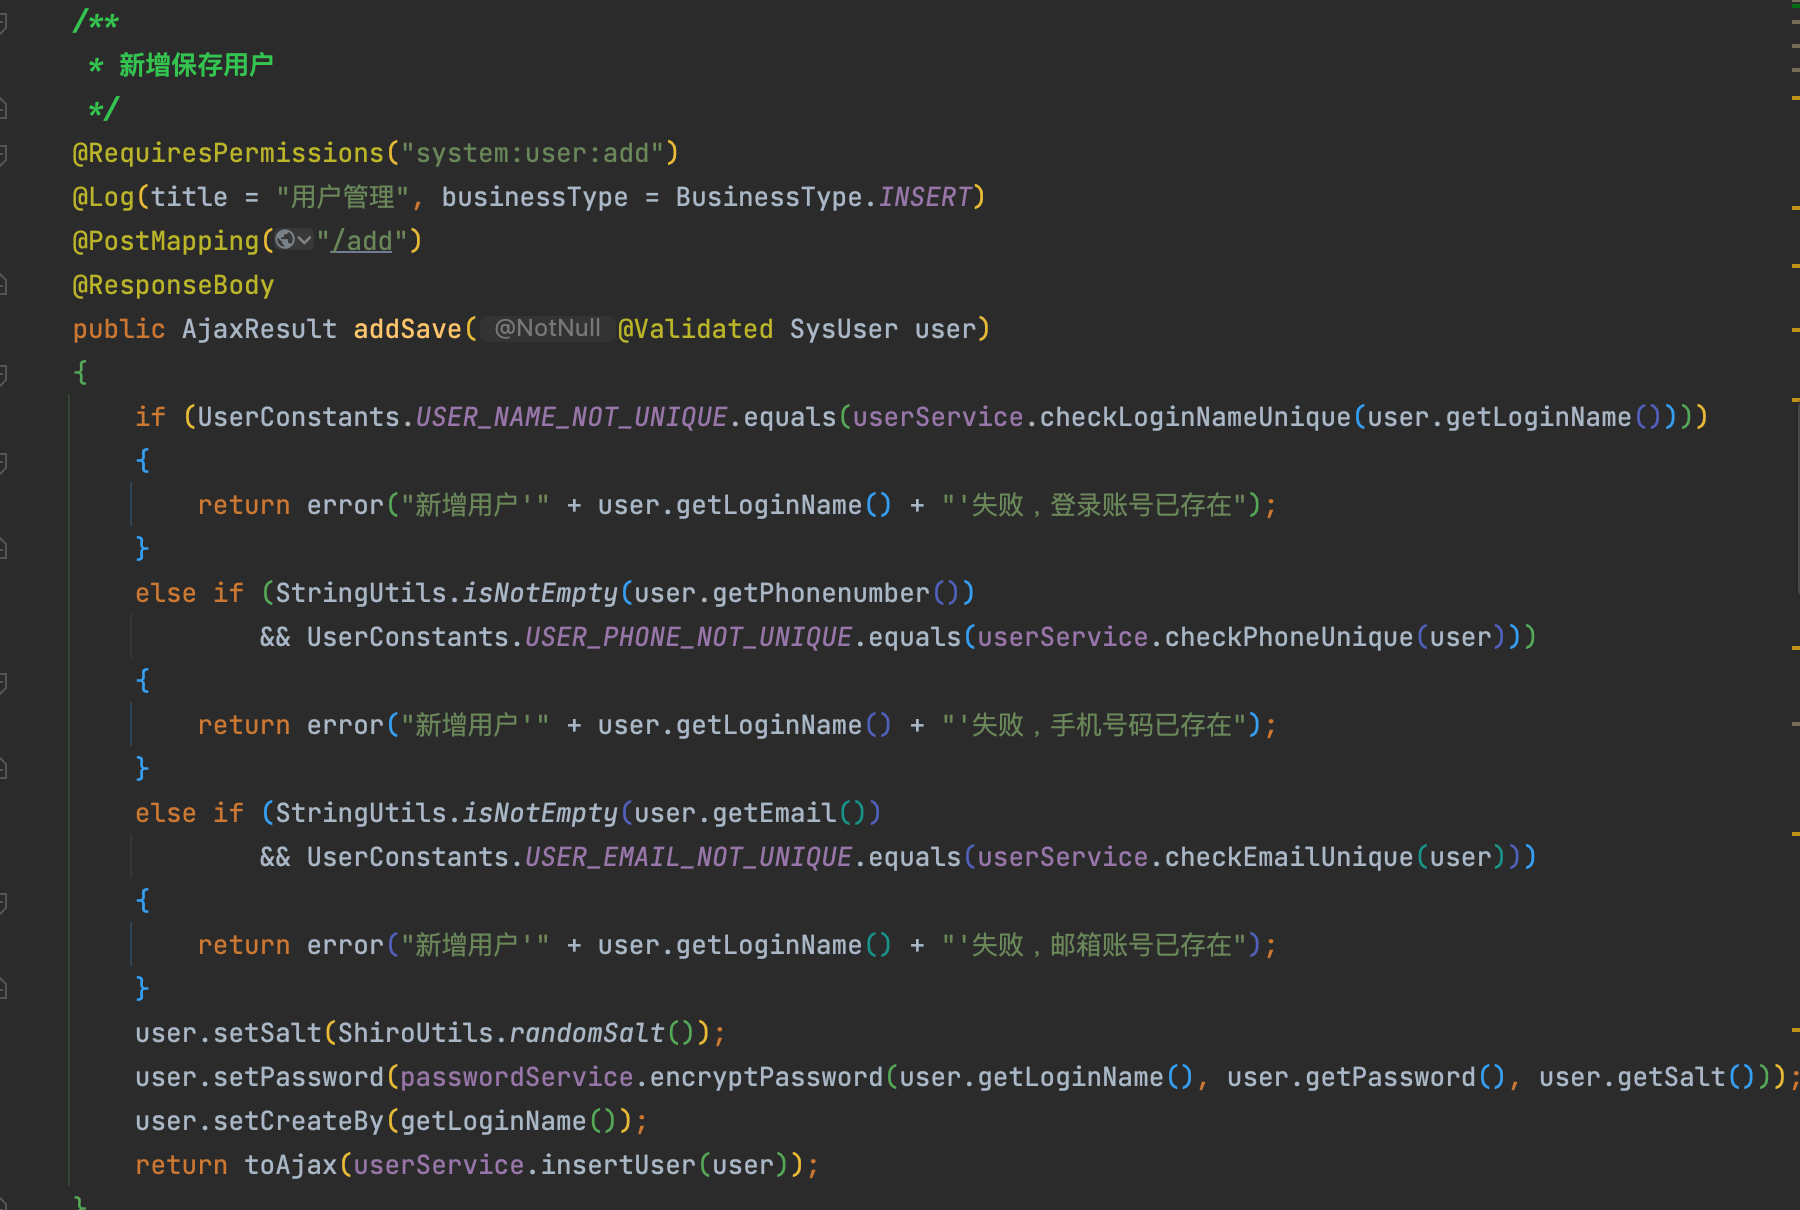 /**
 * 新增保存用户
 */
@RequiresPermissions("system:user:add")
@Log(title = "用户管理", businessType = BusinessType.INSERT)
@PostMapping("/add")
@ResponseBody
public AjaxResult addSave( @NotNull @Validated SysUser user)
{
    if (UserConstants.USER_NAME_NOT_UNIQUE.equals(userService.checkLoginNameUnique(user.getLoginName())))
    {
        return error("新增用户'" + user.getLoginName() + "'失败，登录账号已存在");
    }
    else if (StringUtils.isNotEmpty(user.getPhonenumber())
            && UserConstants.USER_PHONE_NOT_UNIQUE.equals(userService.checkPhoneUnique(user)))
    {
        return error("新增用户'" + user.getLoginName() + "'失败，手机号码已存在");
    }
    else if (StringUtils.isNotEmpty(user.getEmail())
            && UserConstants.USER_EMAIL_NOT_UNIQUE.equals(userService.checkEmailUnique(user)))
    {
        return error("新增用户'" + user.getLoginName() + "'失败，邮箱账号已存在");
    }
    user.setSalt(ShiroUtils.randomSalt());
    user.setPassword(passwordService.encryptPassword(user.getLoginName(), user.getPassword(), user.getSalt()));
    user.setCreateBy(getLoginName());
    return toAjax(userService.insertUser(user));
}